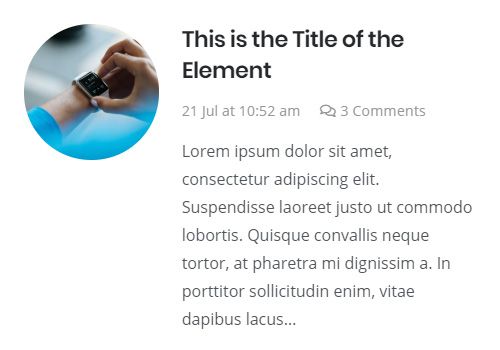 This is the Title of the
Element
21 Jul at 10:52 am 3 Comments
Lorem ipsum dolor sit amet,
consectetur adipiscing elit.
Suspendisse laoreet justo ut commodo
lobortis. Quisque convallis neque
tortor, at pharetra mi dignissim a. In
porttitor sollicitudin enim, vitae
dapibus lacus...